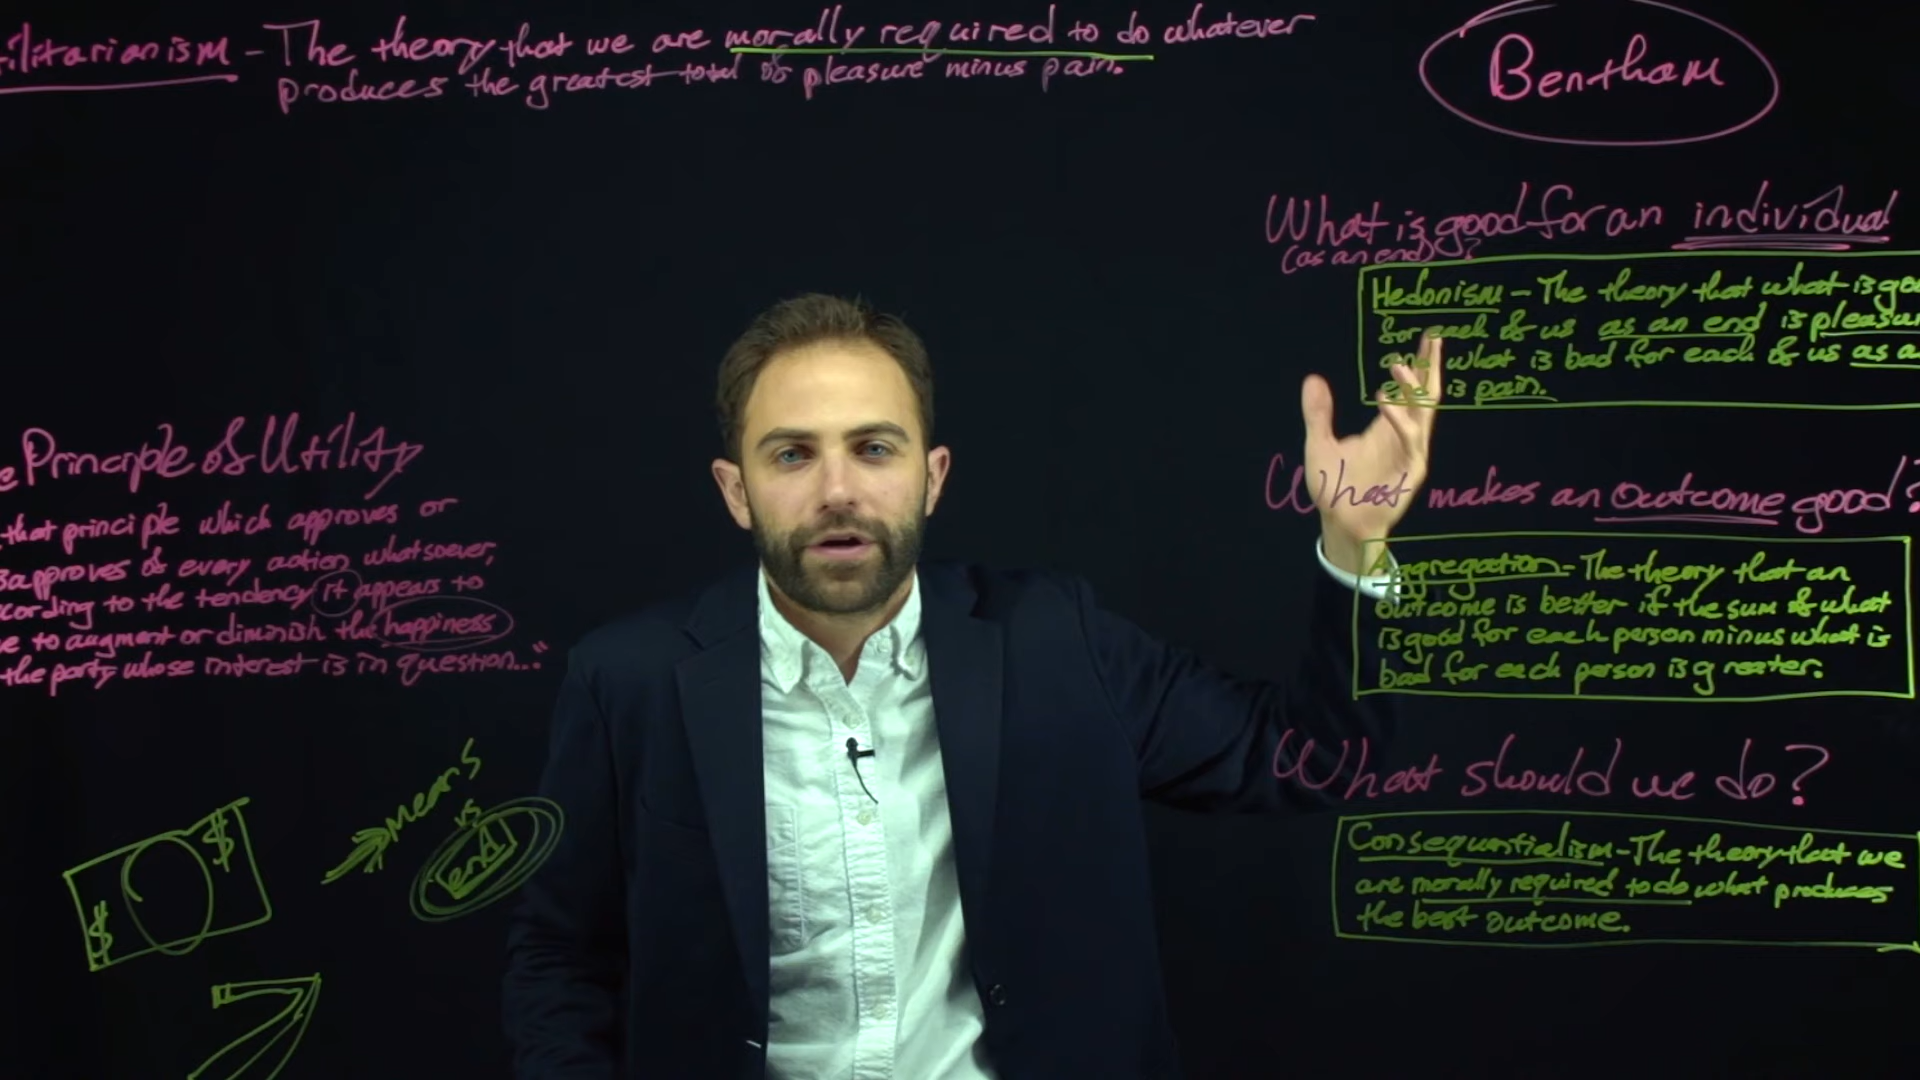 ilitarianism - The theory that we are morally required to do whatever
produces the greatest total of pleasure minus pain.
Bentham
What is good for an individual
(as an end)?
Hedonism - The theory that what is goo
for each of us as an end is pleasur
and what is bad for each of us as a
end is pain.
e Principle of Utility
that principle which approves or
sapproves of every action whatsoever,
cording to the tendency it appears to
e to augment or diminish the happiness
the party whose interest is in question..."
What makes an outcome good?
Aggregation - The theory that an
outcome is better if the sum of what
is good for each person minus what is
bad for each person is greater.
means
vs
end
$
$
What should we do?
Consequentialism - The theory that we
are morally required to do what produces
the best outcome.